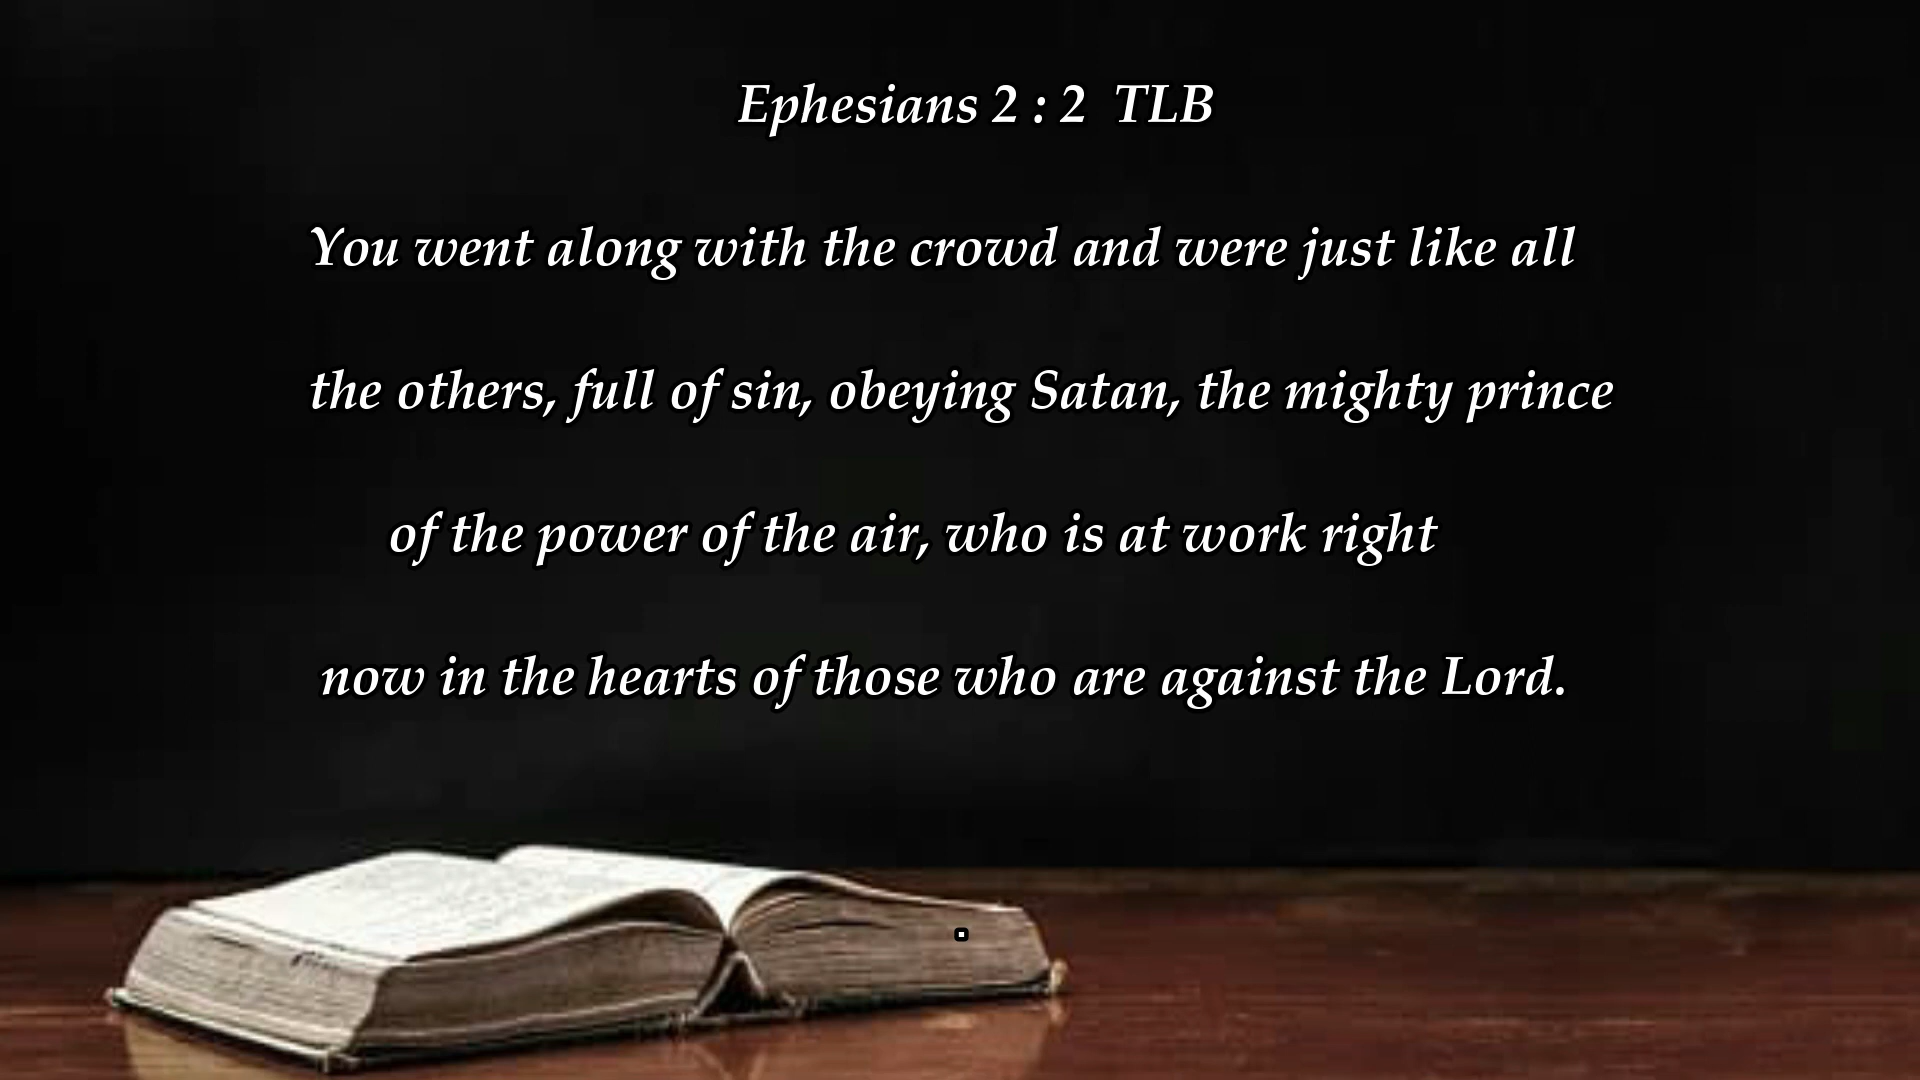 Ephesians 2 : 2 TLB
You went along with the crowd and were just like all
the others, full of sin, obeying Satan, the mighty prince
of the power of the air, who is at work right
now in the hearts of those who are against the Lord.